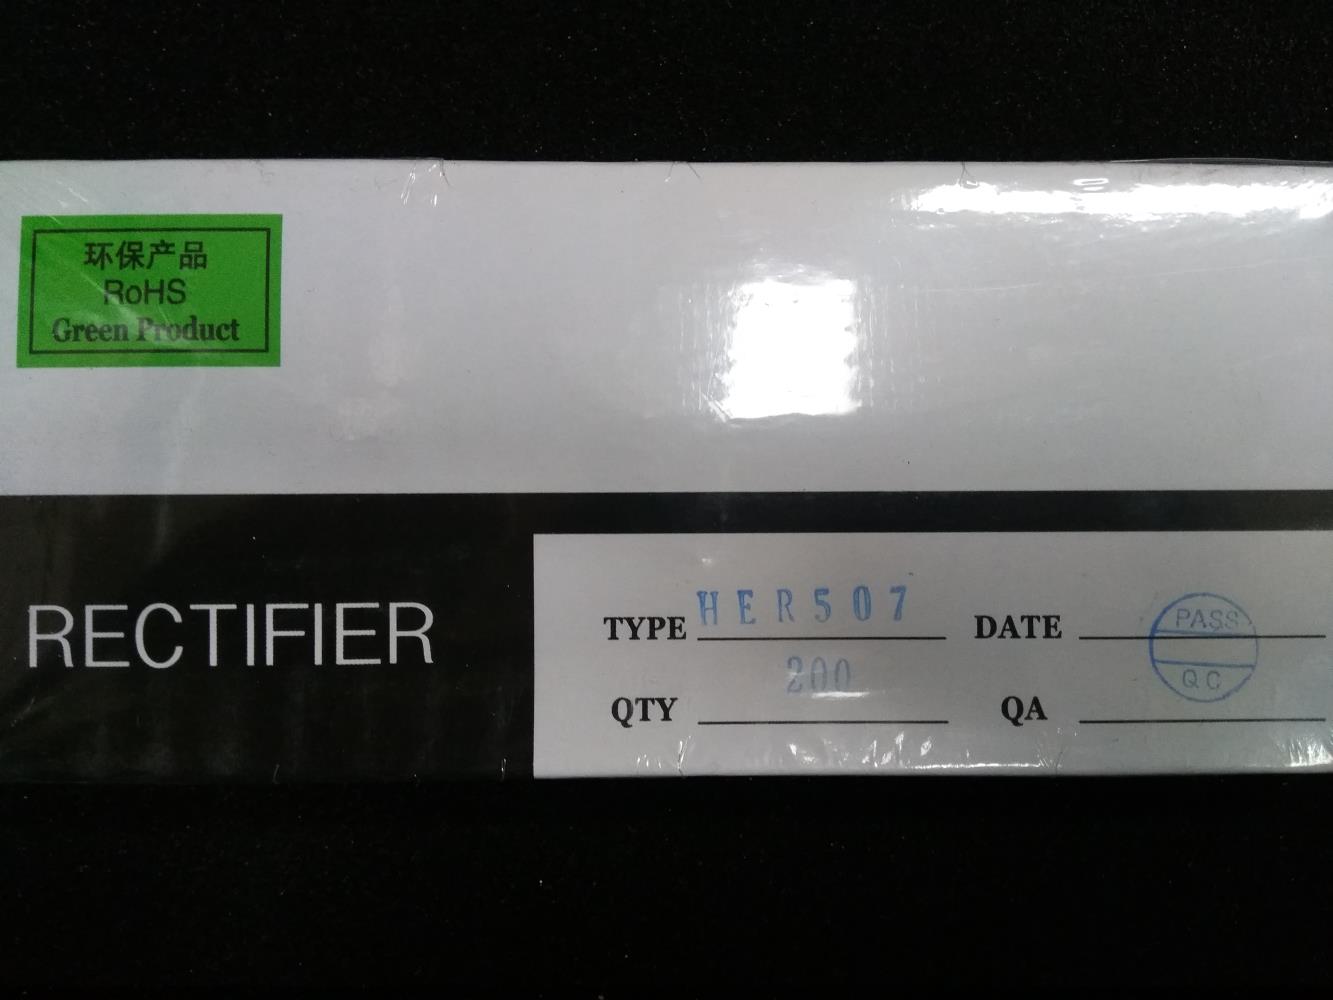 环保产品
RoHS
Green Product
RECTIFIER
TYPE HER507
DATE
QTY 200
QA
PASS
QC